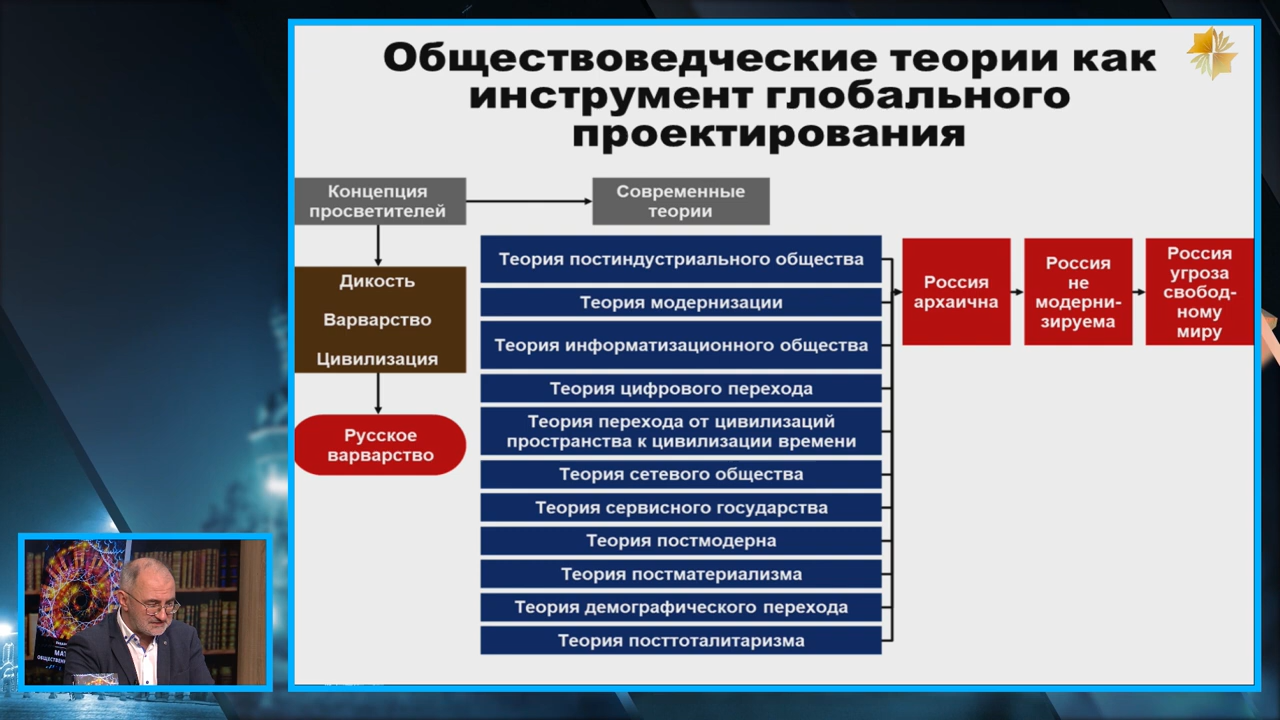 Обществоведческие теории как
инструмент глобального
проектирования
Концепция
просветителей
Современные
теории
Дикость
Варварство
Цивилизация
Русское
варварство
Теория постиндустриального общества
Теория модернизации
Теория информатизационного общества
Теория цифрового перехода
Теория перехода от цивилизаций
пространства к цивилизации времени
Теория сетевого общества
Теория сервисного государства
Теория постмодерна
Теория постматериализма
Теория демографического перехода
Теория посттоталитаризма
Россия
архаична
Россия
не
модерни-
зируема
Россия
угроза
свобод-
ному
миру